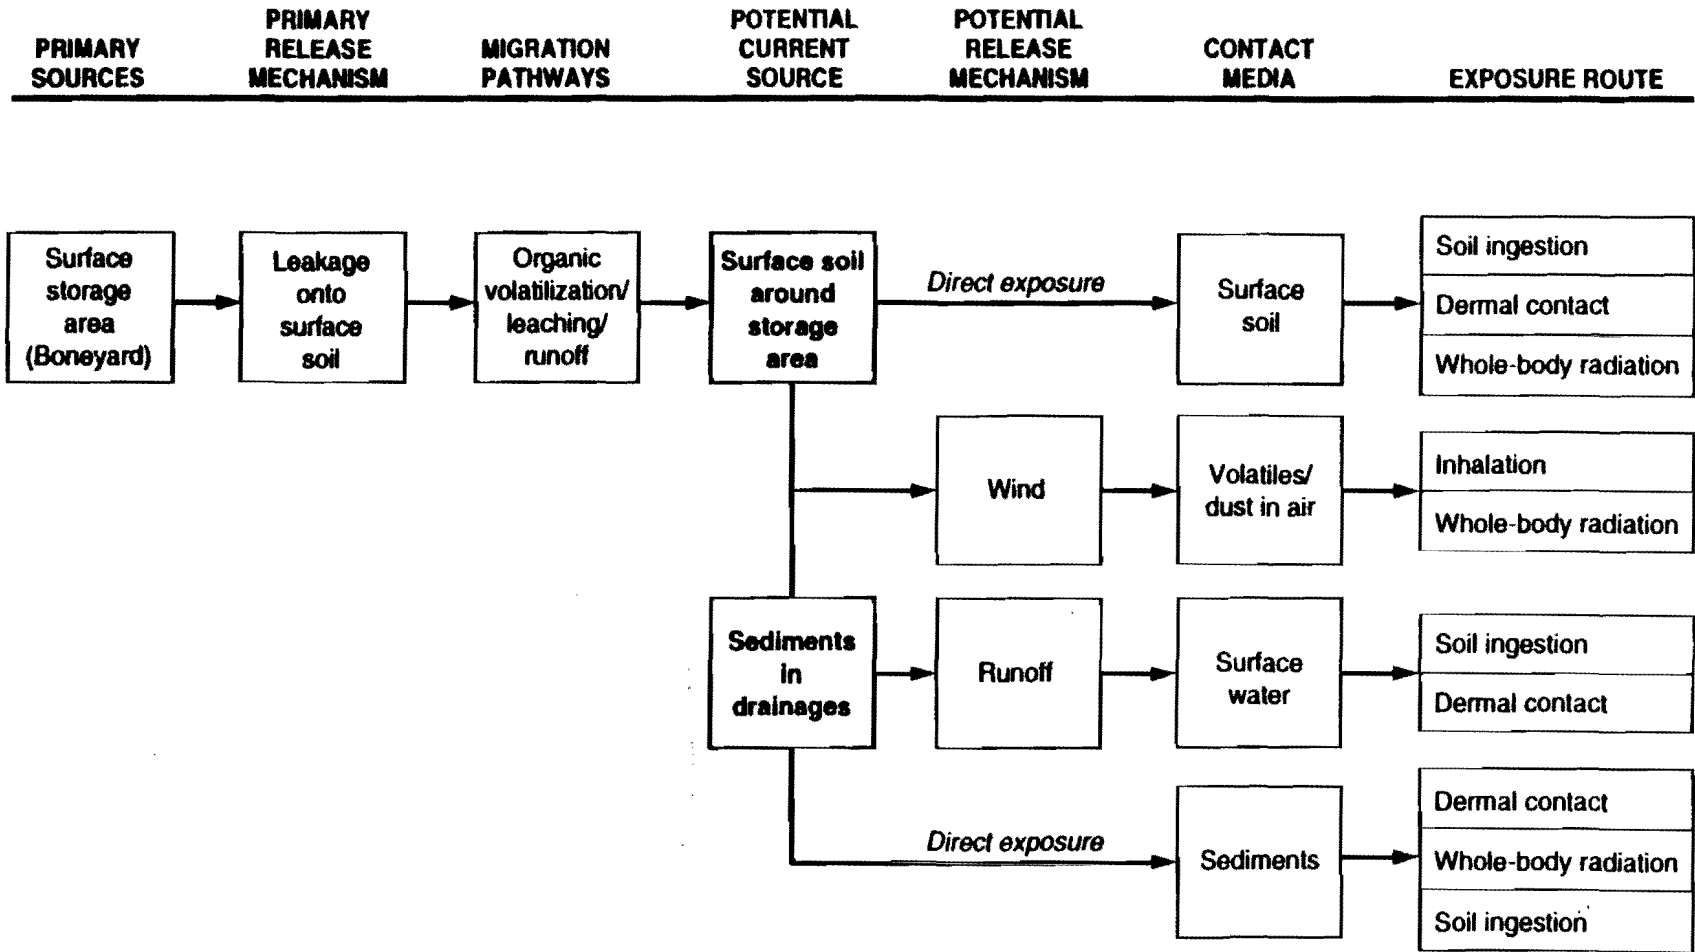 PRIMARY
SOURCES
PRIMARY
RELEASE
MECHANISM
MIGRATION
PATHWAYS
POTENTIAL
CURRENT
SOURCE
POTENTIAL
RELEASE
MECHANISM
CONTACT
MEDIA
EXPOSURE ROUTE
Surface
storage
area
(Boneyard)
Leakage
onto
surface
soil
Organic
volatilization/
leaching/
runoff
Surface soil
around
storage
area
Direct exposure
Surface
soil
Soil ingestion
Dermal contact
Whole-body radiation
Wind
Volatiles/
dust in air
Inhalation
Whole-body radiation
Sediments
in
drainages
Runoff
Surface
water
Soil ingestion
Dermal contact
Direct exposure
Sediments
Dermal contact
Whole-body radiation
Soil ingestion